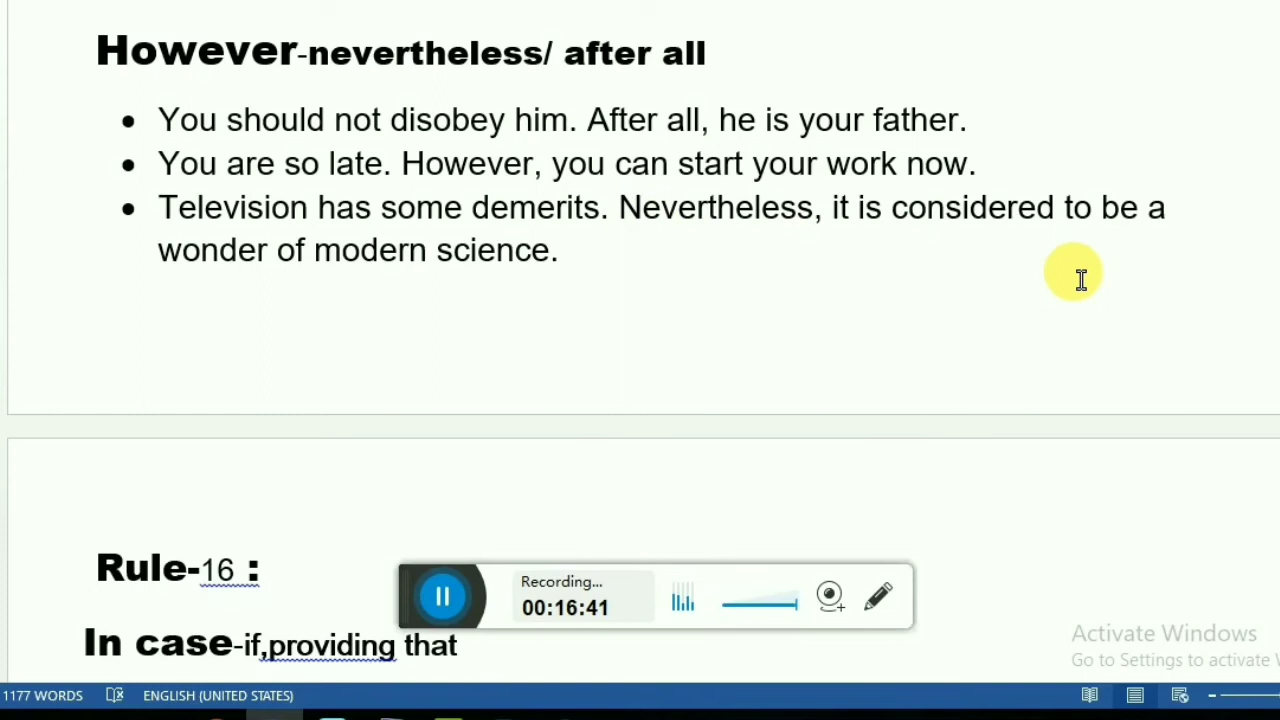 However-nevertheless/ after all
• You should not disobey him. After all, he is your father.
• You are so late. However, you can start your work now.
• Television has some demerits. Nevertheless, it is considered to be a
wonder of modern science.
Rule-16 :
Recording...
00:16:41
In case-if,providing that
Activate Windows
Go to Settings to activate W
1177 WORDS
ENGLISH (UNITED STATES)